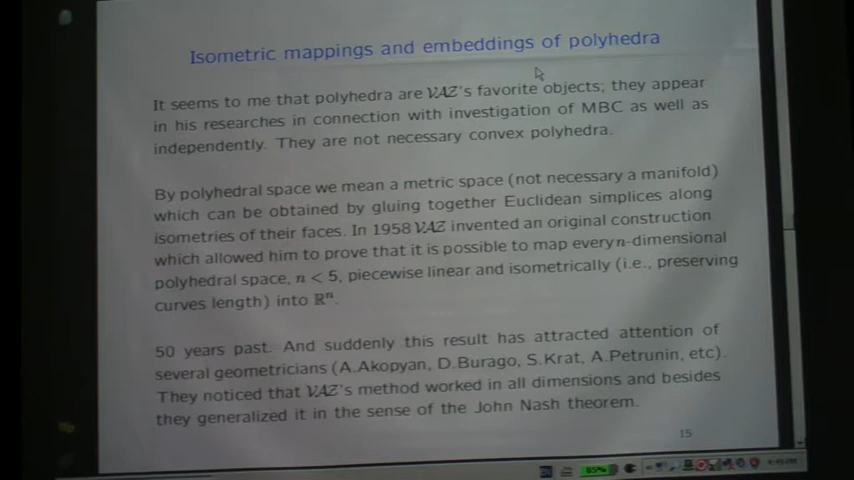 Isometric mappings and embeddings of polyhedra
It seems to me that polyhedra are VAZ's favorite objects; they appear
in his researches in connection with investigation of MBC as well as
independently. They are not necessary convex polyhedra.
By polyhedral space we mean a metric space (not necessary a manifold)
which can be obtained by gluing together Euclidean simplices along
isometries of their faces. In 1958 VAZ invented an original construction
which allowed him to prove that it is possible to map every n-dimensional
polyhedral space, n < 5, piecewise linear and isometrically (i.e., preserving
curves length) into ℝⁿ.
50 years past. And suddenly this result has attracted attention of
several geometricians (A.Akopyan, D.Burago, S.Krat, A.Petrunin, etc).
They noticed that VAZ's method worked in all dimensions and besides
they generalized it in the sense of the John Nash theorem.
15
85%